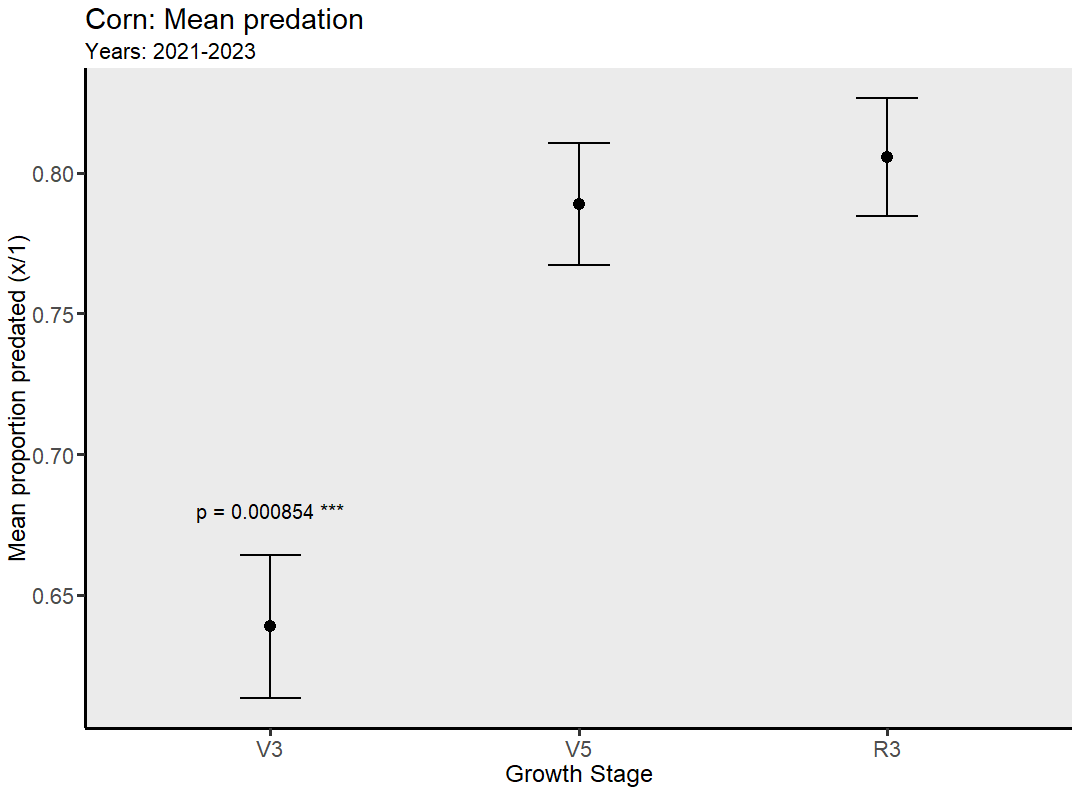 Corn: Mean predation
Years: 2021-2023
Mean proportion predated (x/1)
0.80
0.75
0.70
0.65
p = 0.000854 ***
V3
V5
R3
Growth Stage